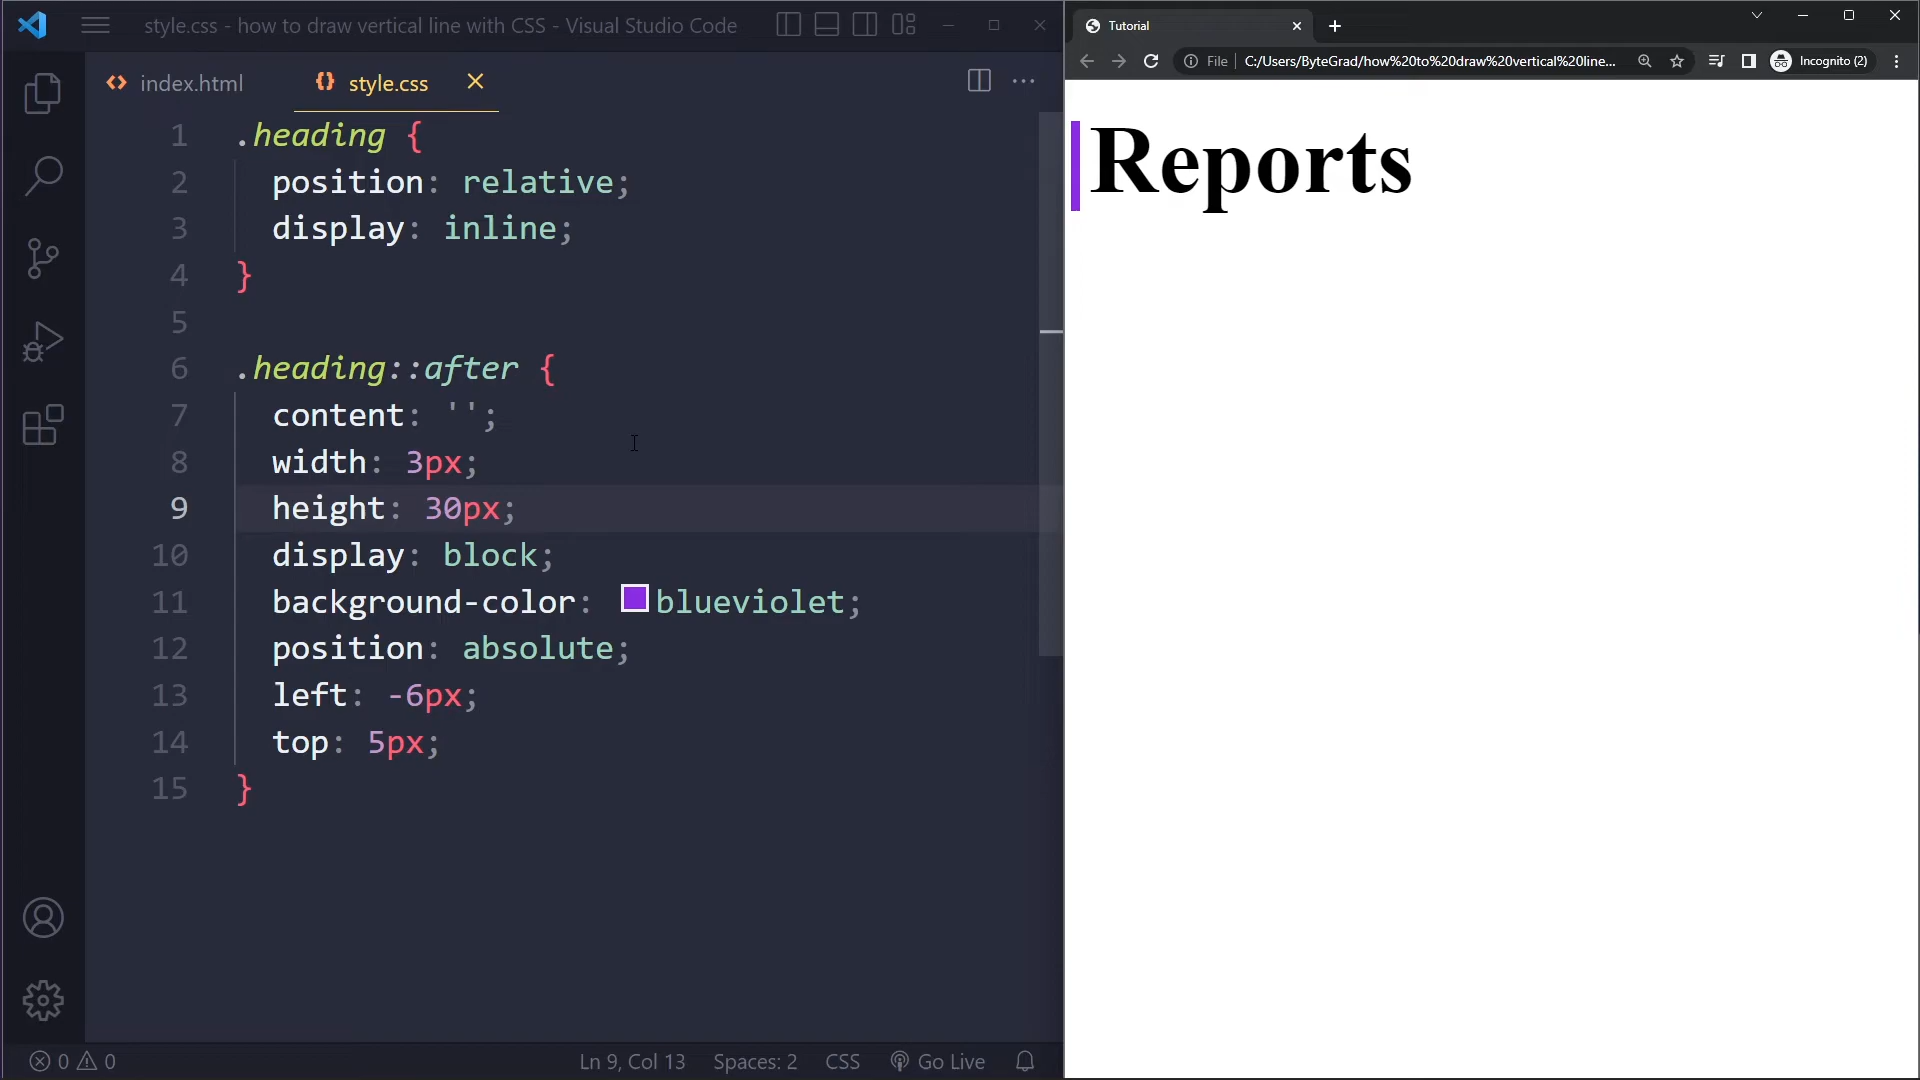 style.css - how to draw vertical line with CSS - Visual Studio Code
index.html
{} style.css
1 .heading {
2 position: relative;
3 display: inline;
4 }
5
6 .heading::after {
7 content: '';
8 width: 3px;
9 height: 30px;
10 display: block;
11 background-color: blueviolet;
12 position: absolute;
13 left: -6px;
14 top: 5px;
15 }
0 0
Ln 9, Col 13 Spaces: 2 CSS Go Live
Tutorial
File C:/Users/ByteGrad/how%20to%20draw%20vertical%20line... Incognito (2)
Reports